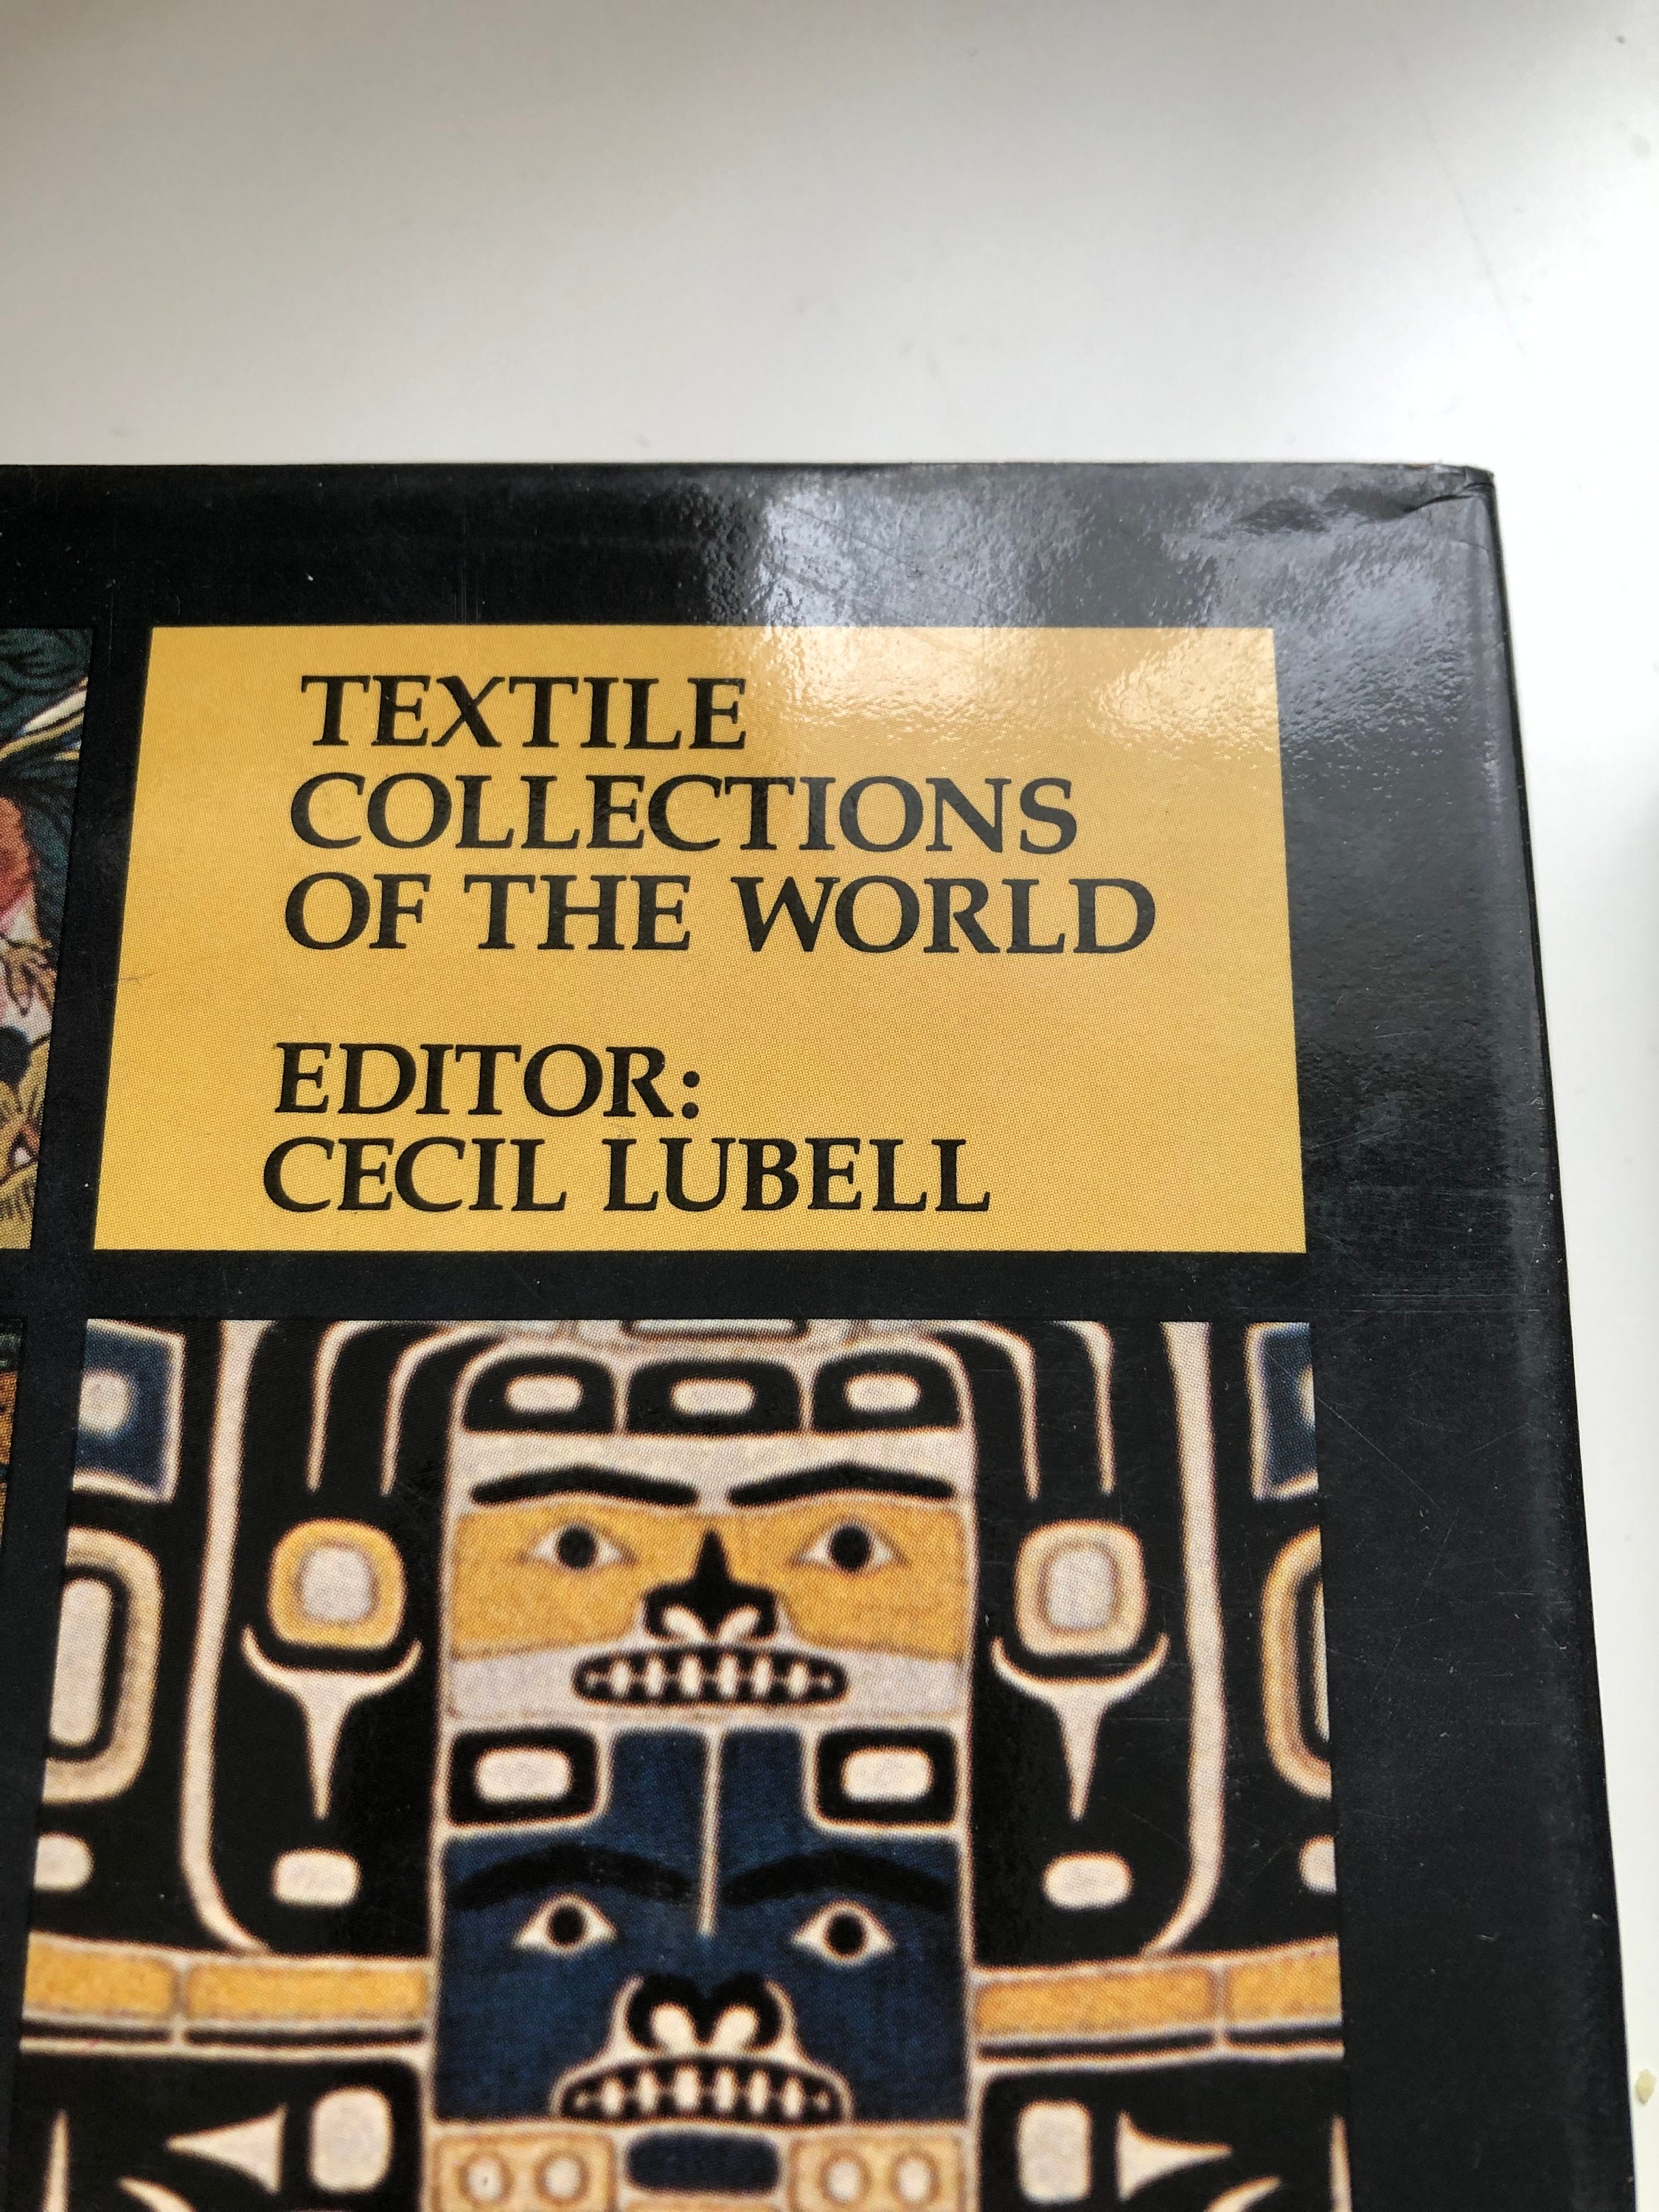 TEXTILE
COLLECTIONS
OF THE WORLD
EDITOR:
CECIL LUBELL